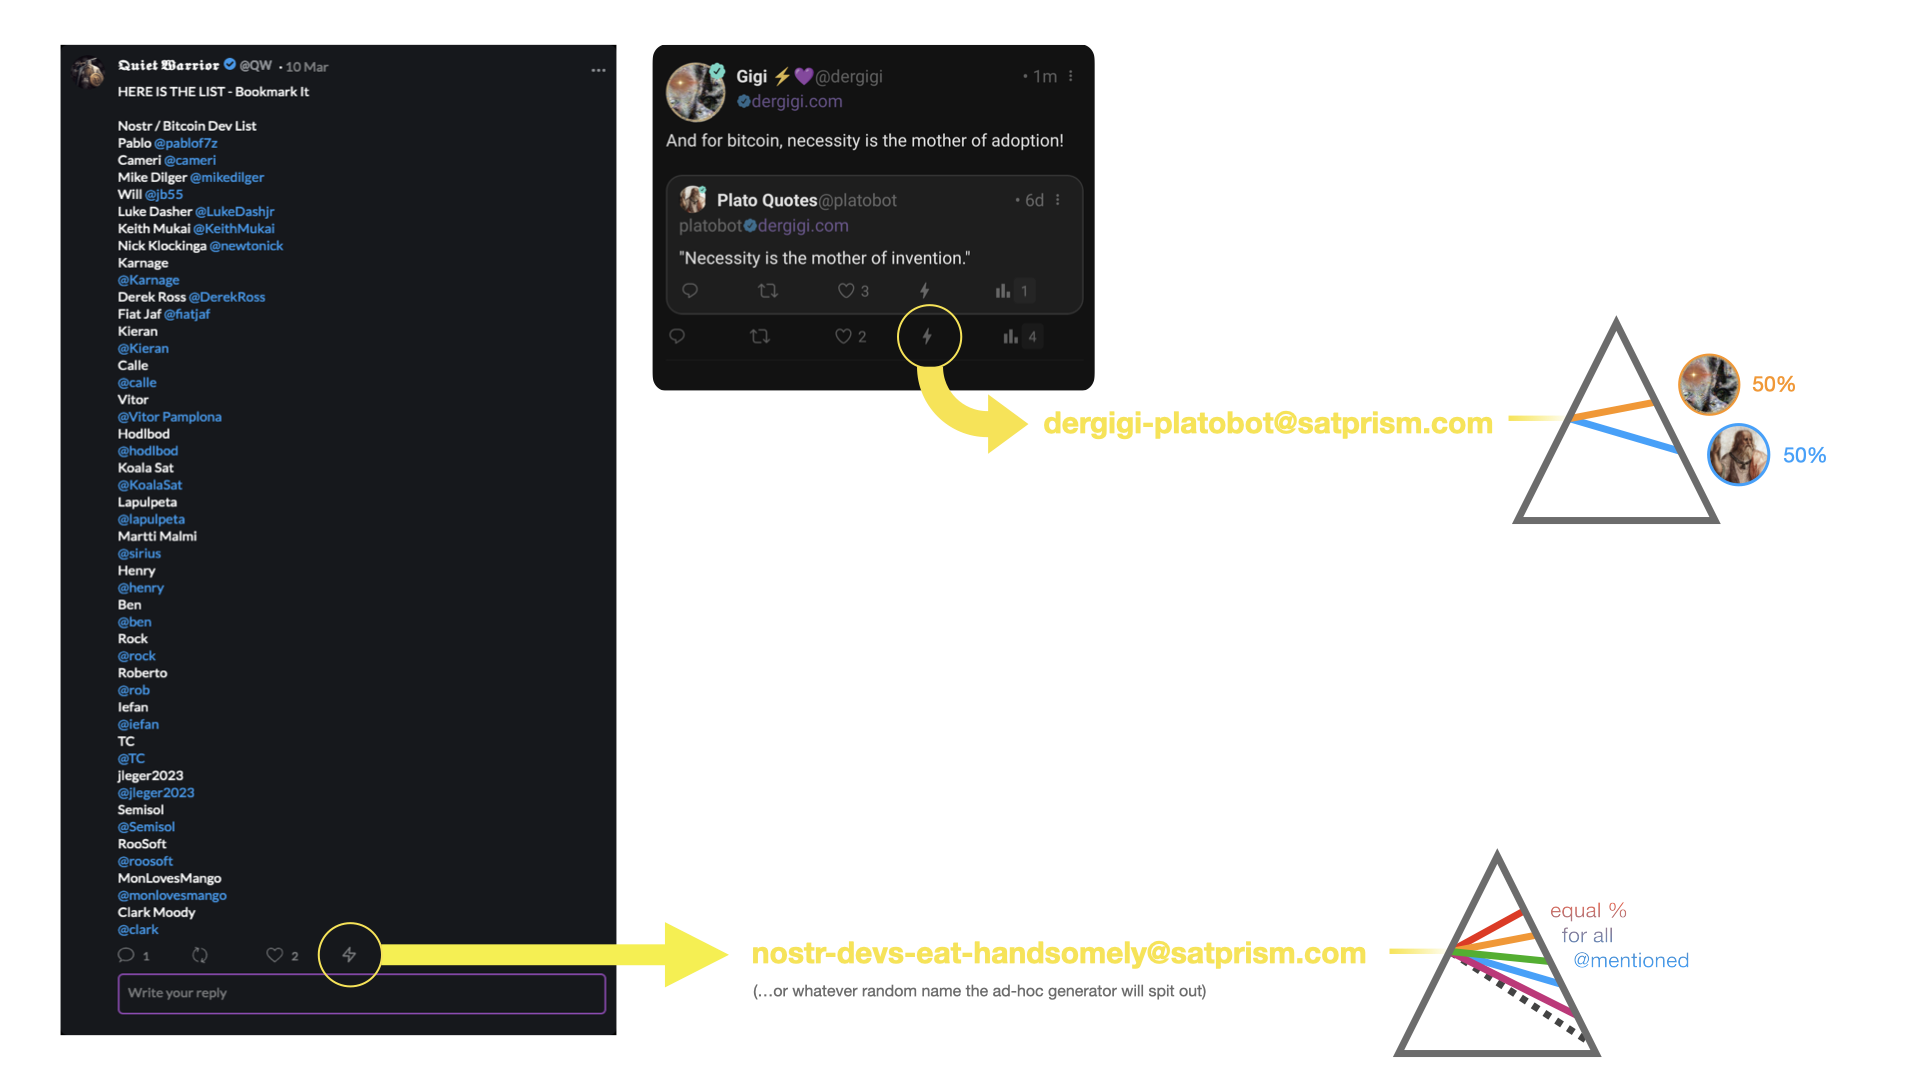 Quiet Warrior @QW · 10 Mar
HERE IS THE LIST - Bookmark It
Nostr / Bitcoin Dev List
Pablo @pablof7z
Cameri @cameri
Mike Dilger @mikedilger
Will @jb55
Luke Dasher @LukeDashjr
Keith Mukai @KeithMukai
Nick Klockinga @newtonick
Karnage
@Karnage
Derek Ross @DerekRoss
Fiat Jaf @fiatjaf
Kieran
@Kieran
Calle
@calle
Vitor
@Vitor Pamplona
Hodlbod
@hodlbod
Koala Sat
@KoalaSat
Lapulpeta
@lapulpeta
Martti Malmi
@sirius
Henry
@henry
Ben
@ben
Rock
@rock
Roberto
@rob
Iefan
@iefan
TC
@TC
jleger2023
@jleger2023
Semisol
@Semisol
RooSoft
@roosoft
MonLovesMango
@monlovesmango
Clark Moody
@clark
1 2
Write your reply
Gigi ⚡💜@dergigi • 1m
dergigi.com
And for bitcoin, necessity is the mother of adoption!
Plato Quotes@platobot • 6d
platobot dergigi.com
"Necessity is the mother of invention."
3 1
2 4
dergigi-platobot@satprism.com
50%
50%
nostr-devs-eat-handsomely@satprism.com
(...or whatever random name the ad-hoc generator will spit out)
equal %
for all
@mentioned